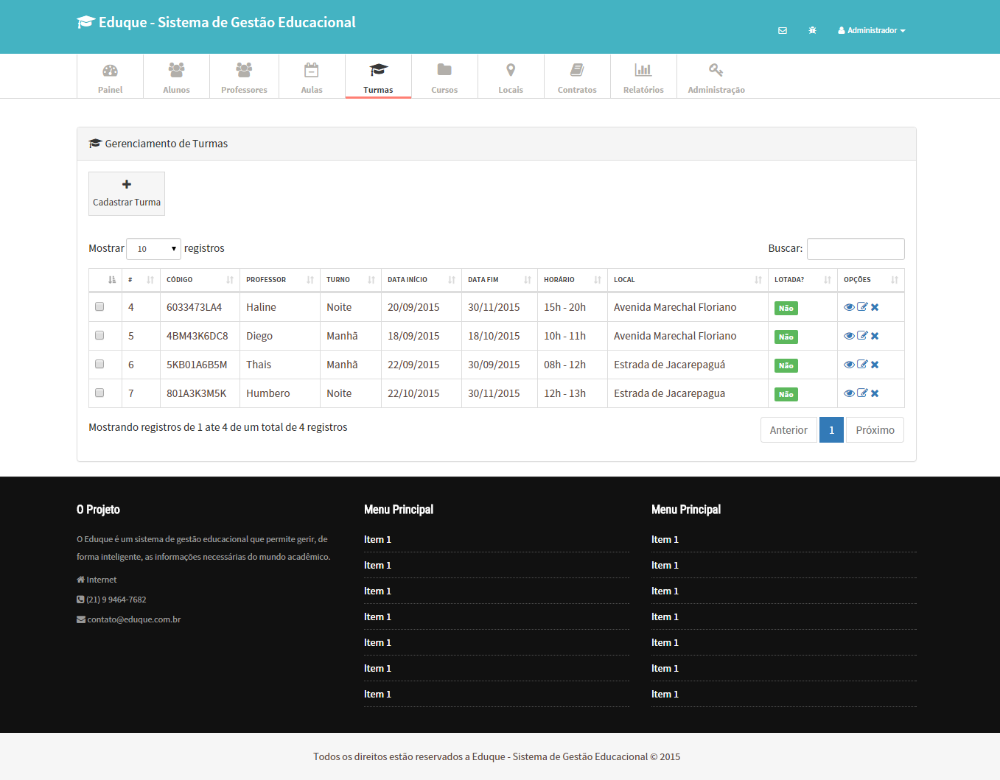 Eduque - Sistema de Gestão Educacional
Administrador
Painel Alunos Professores Aulas Turmas Cursos Locais Contratos Relatórios Administração
Gerenciamento de Turmas
Cadastrar Turma
Mostrar 10 registros Buscar:
# CÓDIGO PROFESSOR TURNO DATA INÍCIO DATA FIM HORÁRIO LOCAL LOTADA? OPÇÕES
4 6033473LA4 Haline Noite 20/09/2015 30/11/2015 15h - 20h Avenida Marechal Floriano Não
5 4BM43K6DC8 Diego Manhã 18/09/2015 18/10/2015 10h - 11h Avenida Marechal Floriano Não
6 5KB01A6B5M Thais Manhã 22/09/2015 30/09/2015 08h - 12h Estrada de Jacarepaguá Não
7 801A3K3M5K Humbero Noite 22/10/2015 30/11/2015 12h - 13h Estrada de Jacarepagua Não
Mostrando registros de 1 ate 4 de um total de 4 registros Anterior 1 Próximo
O Projeto
O Eduque é um sistema de gestão educacional que permite gerir, de
forma inteligente, as informações necessárias do mundo acadêmico.
Internet
(21) 9 9464-7682
contato@eduque.com.br
Menu Principal
Item 1
Item 1
Item 1
Item 1
Item 1
Item 1
Item 1
Menu Principal
Item 1
Item 1
Item 1
Item 1
Item 1
Item 1
Item 1
Todos os direitos estão reservados a Eduque - Sistema de Gestão Educacional © 2015